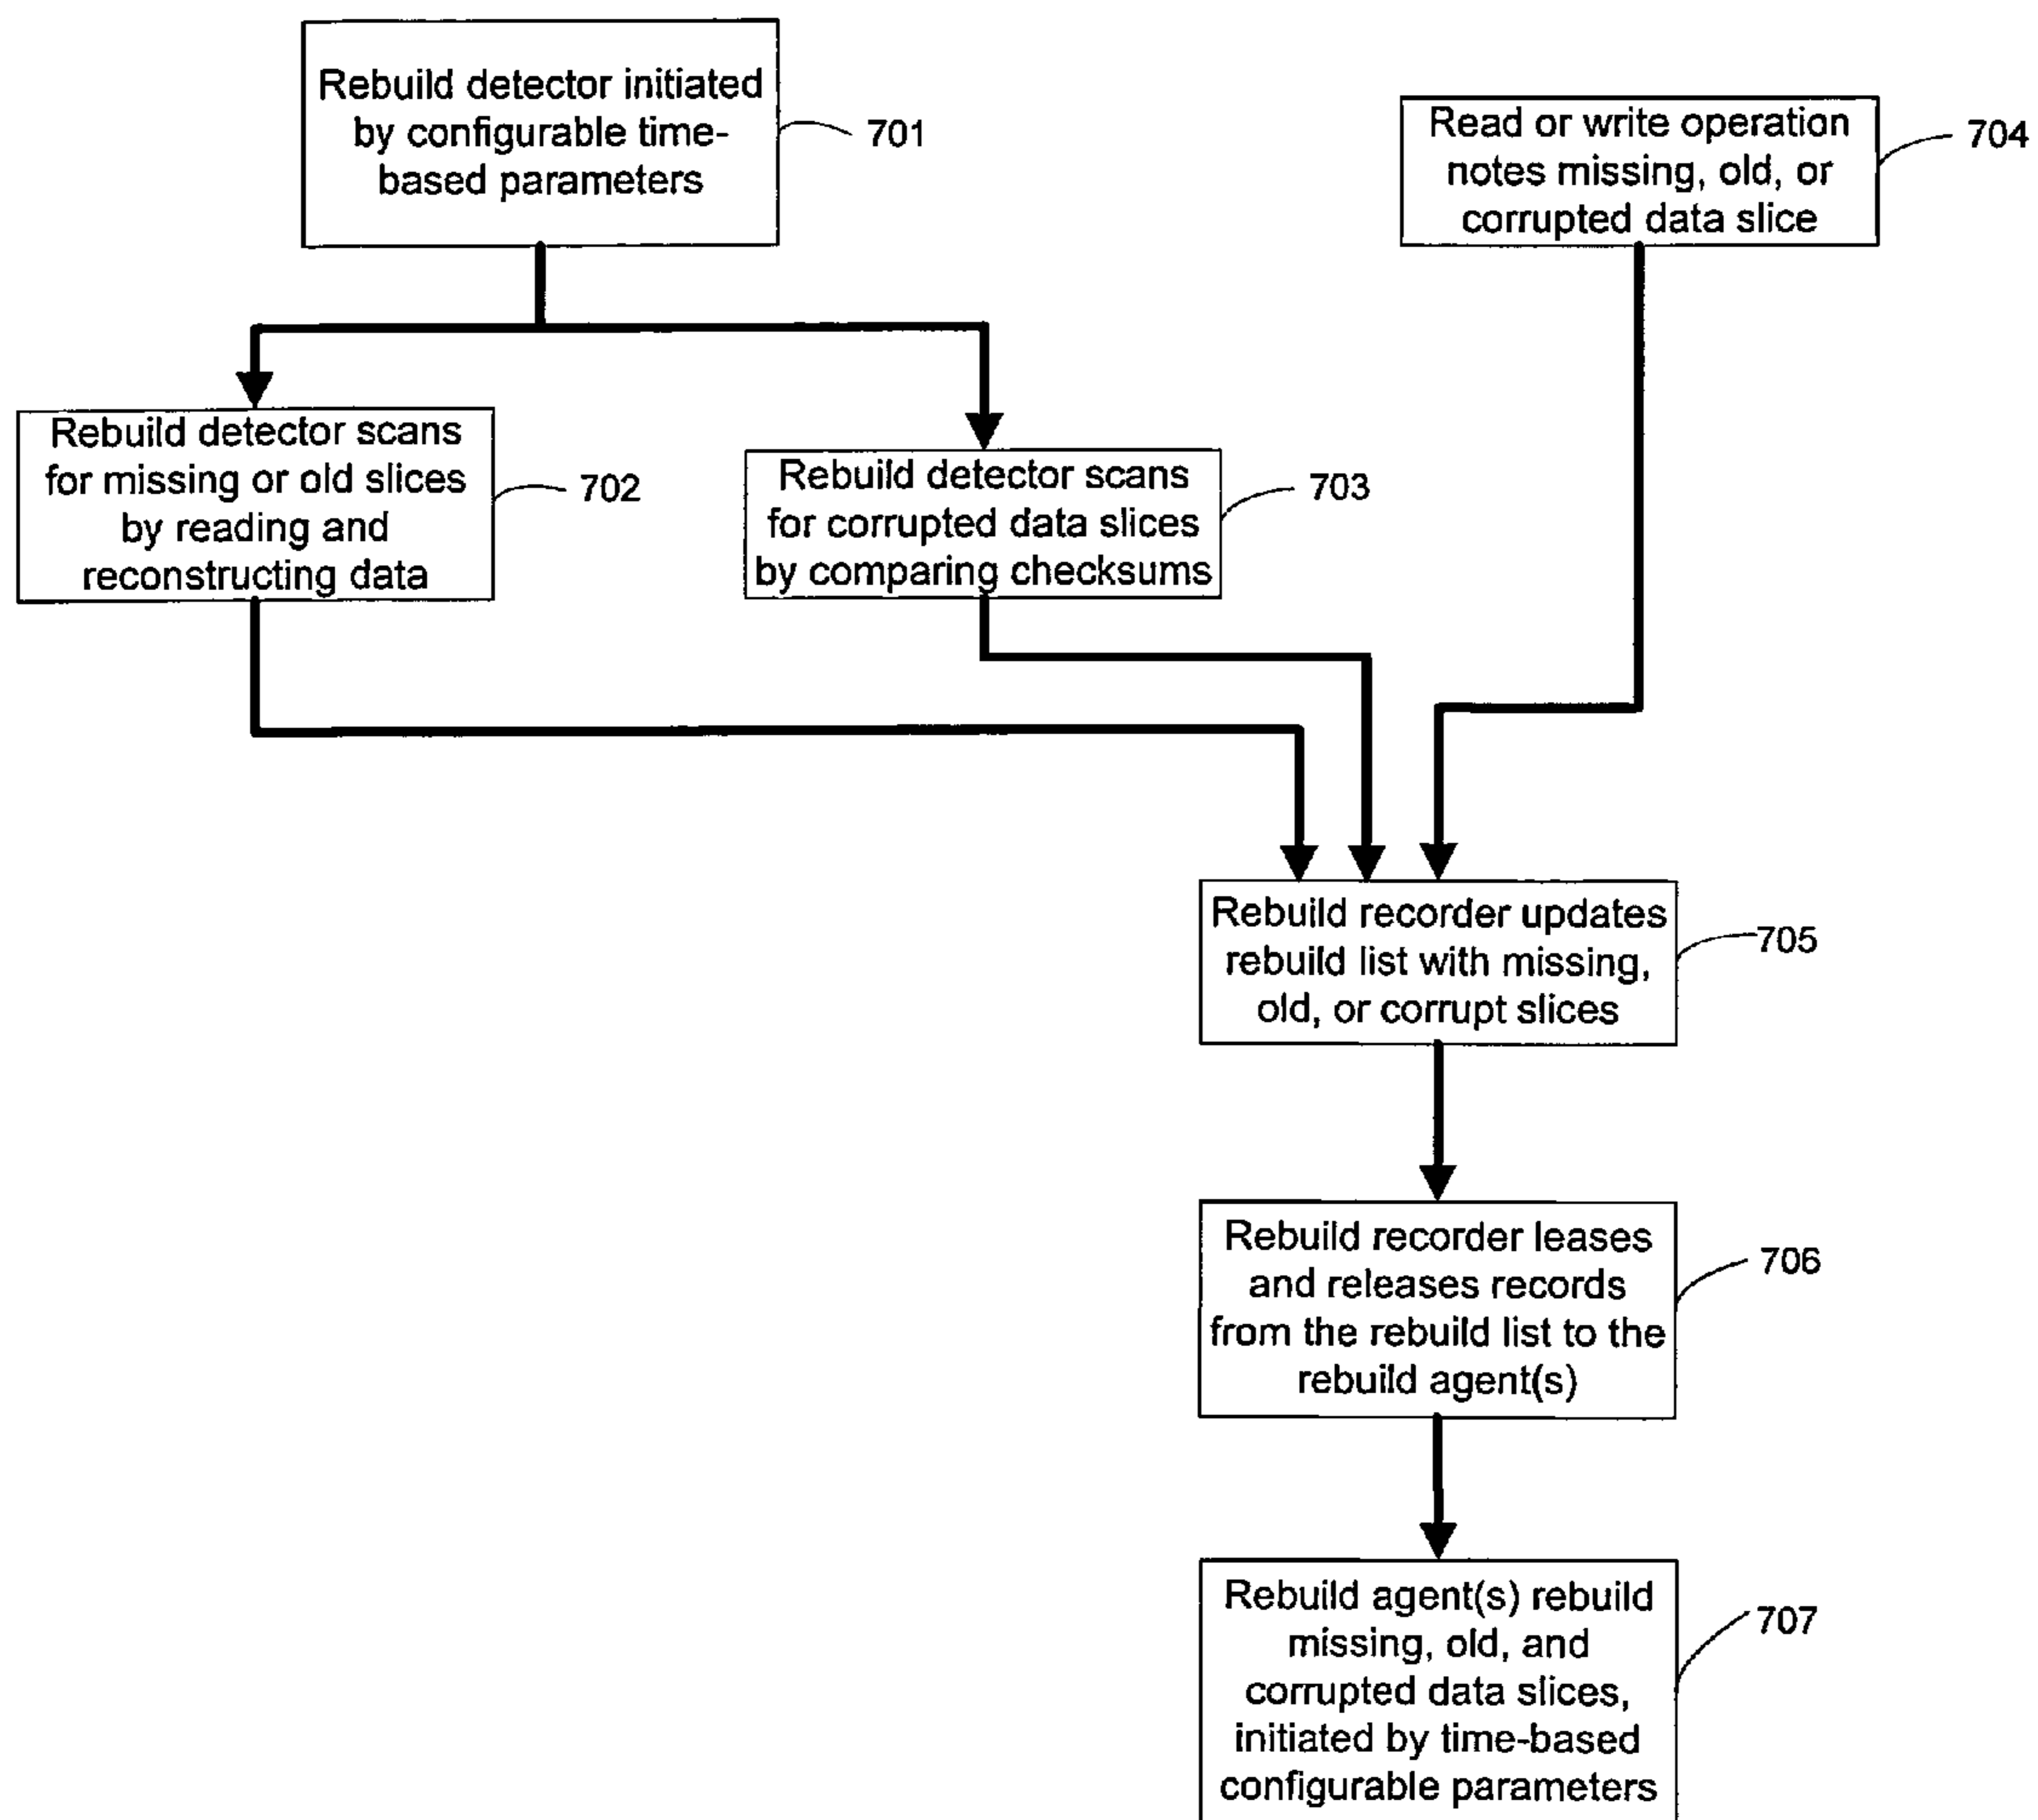 Rebuild detector initiated
by configurable time-
based parameters
701
Read or write operation
notes missing, old, or
corrupted data slice
704
Rebuild detector scans
for missing or old slices
by reading and
reconstructing data
702
Rebuild detector scans
for corrupted data slices
by comparing checksums
703
Rebuild recorder updates
rebuild list with missing,
old, or corrupt slices
705
Rebuild recorder leases
and releases records
from the rebuild list to the
rebuild agent(s)
706
Rebuild agent(s) rebuild
missing, old, and
corrupted data slices,
initiated by time-based
configurable parameters
707